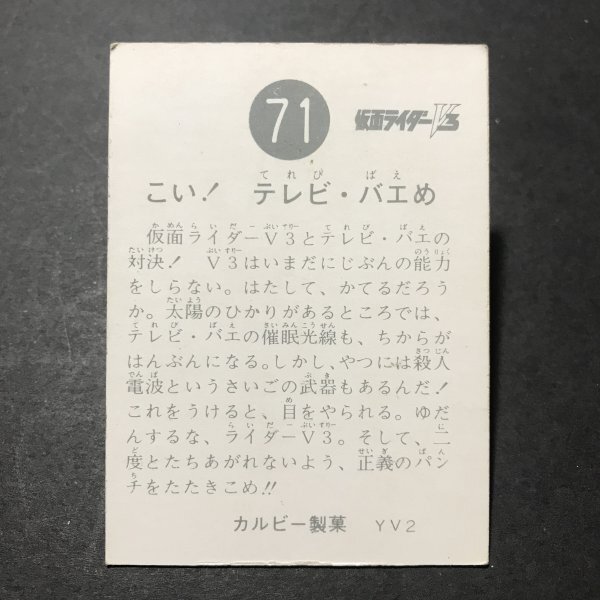 71 仮面ライダーV3
こい! テレビ・バエめ
仮面ライダーV3とテレビ・バエの
対決! V3はいまだにじぶんの能力
をしらない。はたして、かてるだろう
か。太陽のひかりがあるところでは、
テレビ・バエの催眠光線も、ちからが
はんぶんになる。しかし、やつには殺人
電波というさいごの武器もあるんだ!
これをうけると、目をやられる。ゆだ
んするな、ライダーV3。そして、二
度とたちあがれないよう、正義のパン
チをたたきこめ!!
カルビー製菓 YV2